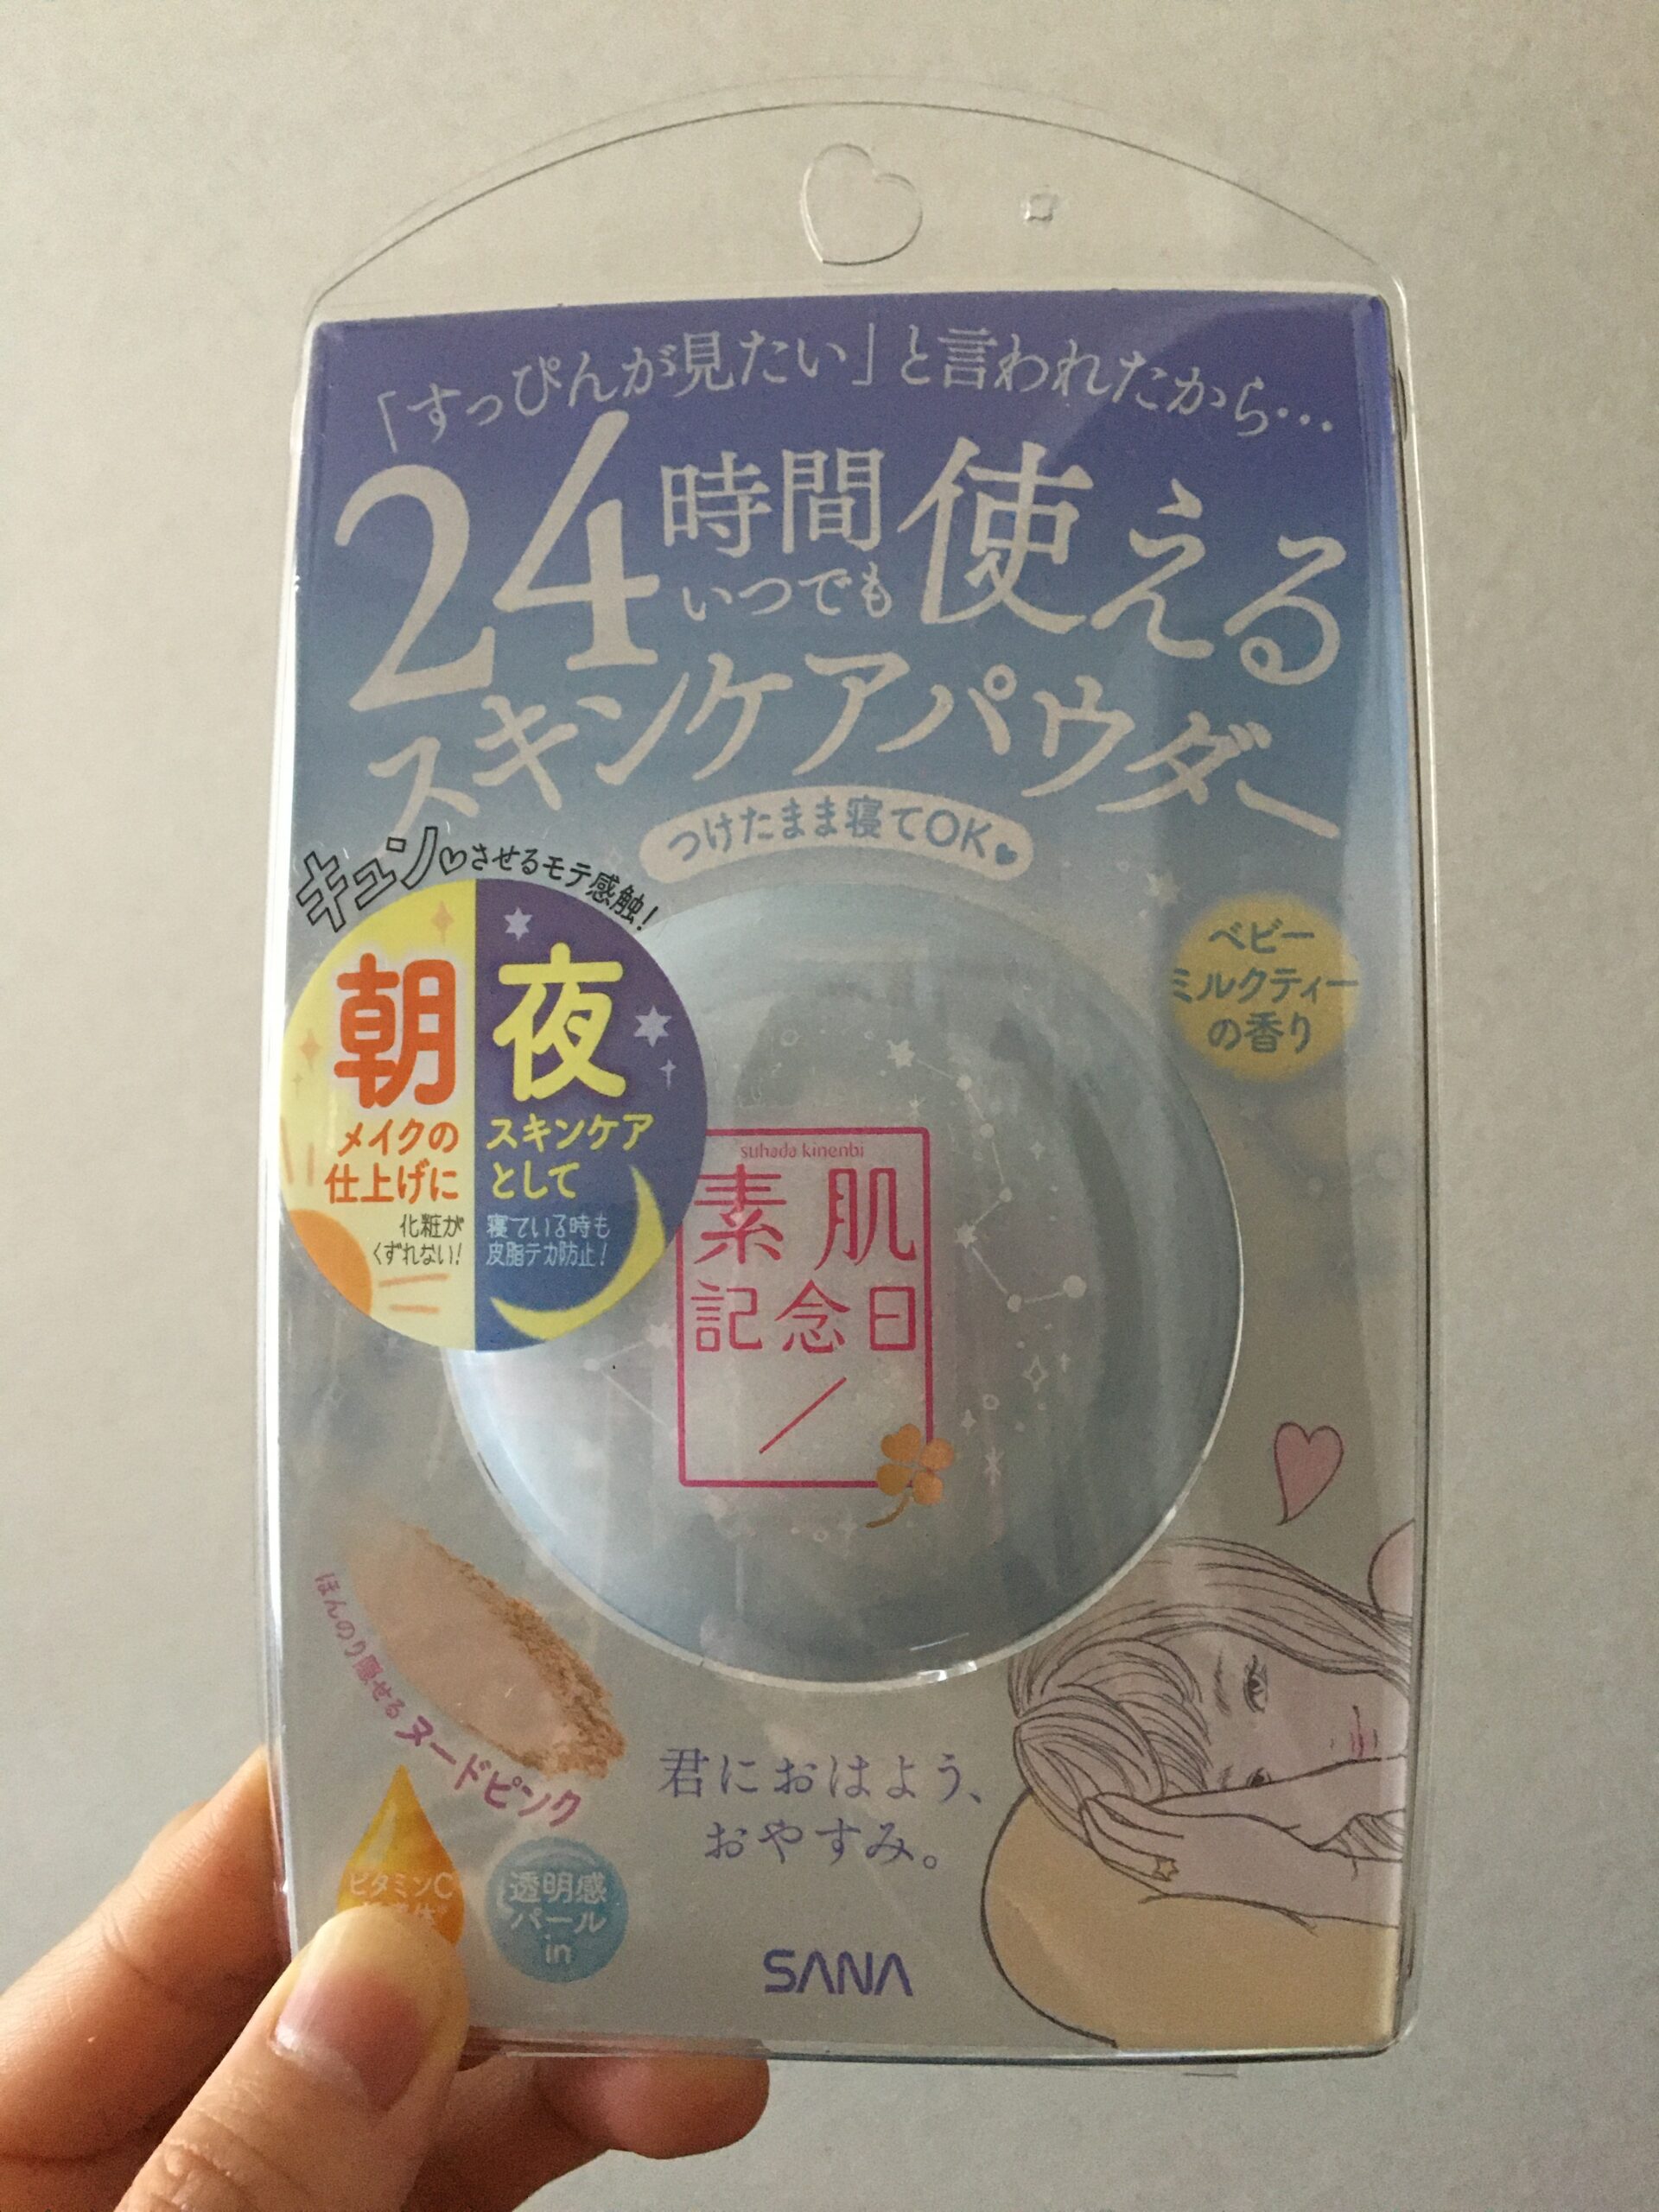 「すっぴんが見たい」と言われたから…
24時間いつでも使える
スキンケアパウダー
つけたまま寝てOK
キュン♡させるモテ感触!
朝
メイクの
仕上げに
化粧が
くずれない!
夜
スキンケア
として
寝ている時も
皮脂テカ防止!
ベビー
ミルクティー
の香り
suhada kinenbi
素肌
記念日
ほんのり隠せる ヌードピンク
君におはよう、
おやすみ。
ビタミンC
透明感
パール
in
SANA